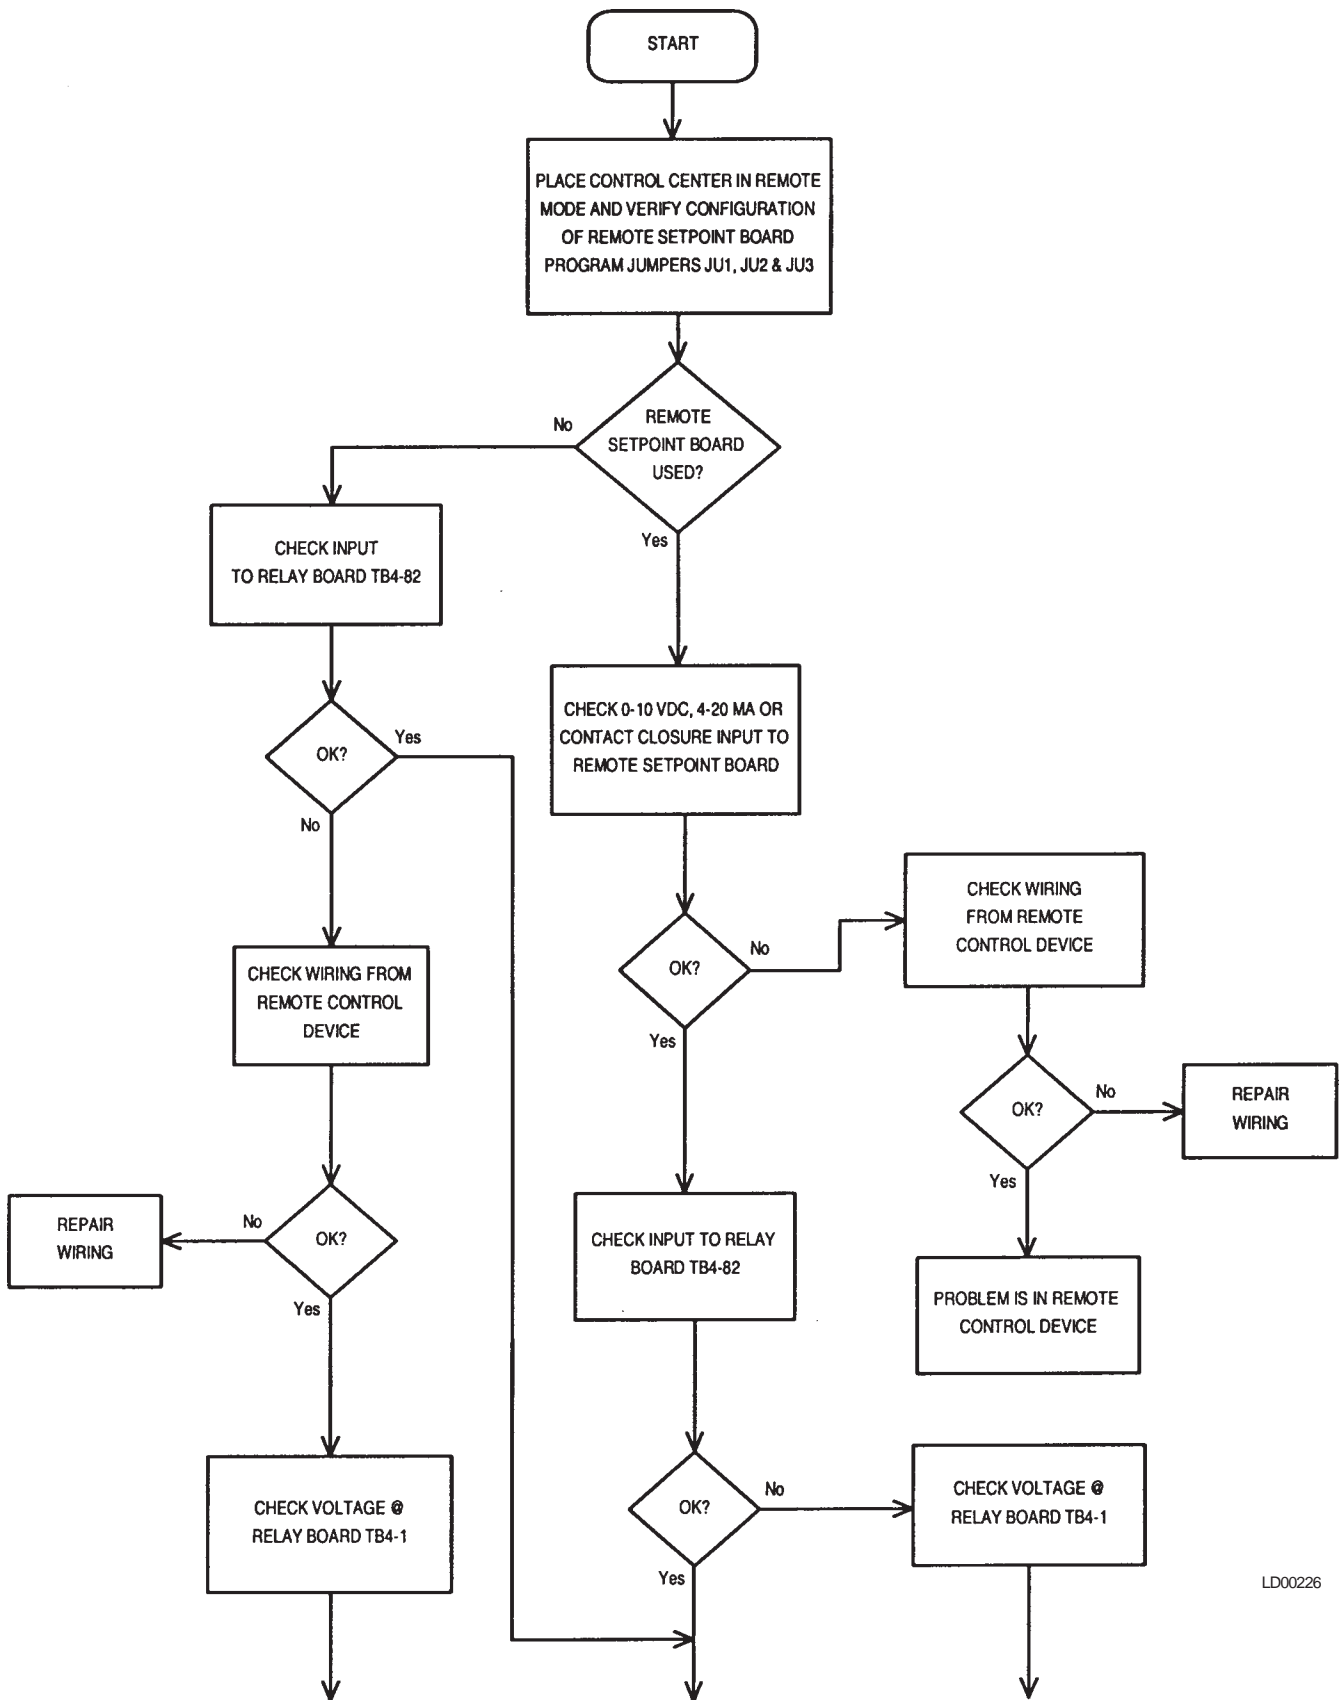 START
PLACE CONTROL CENTER IN REMOTE
MODE AND VERIFY CONFIGURATION
OF REMOTE SETPOINT BOARD
PROGRAM JUMPERS JU1, JU2 & JU3
REMOTE
SETPOINT BOARD
USED?
No
Yes
CHECK INPUT
TO RELAY BOARD TB4-82
OK?
Yes
No
CHECK 0-10 VDC, 4-20 MA OR
CONTACT CLOSURE INPUT TO
REMOTE SETPOINT BOARD
CHECK WIRING FROM
REMOTE CONTROL
DEVICE
OK?
No
Yes
CHECK WIRING
FROM REMOTE
CONTROL DEVICE
OK?
No
Yes
REPAIR
WIRING
REPAIR
WIRING
No
OK?
Yes
CHECK INPUT TO RELAY
BOARD TB4-82
PROBLEM IS IN REMOTE
CONTROL DEVICE
CHECK VOLTAGE @
RELAY BOARD TB4-1
OK?
No
Yes
CHECK VOLTAGE @
RELAY BOARD TB4-1
LD00226